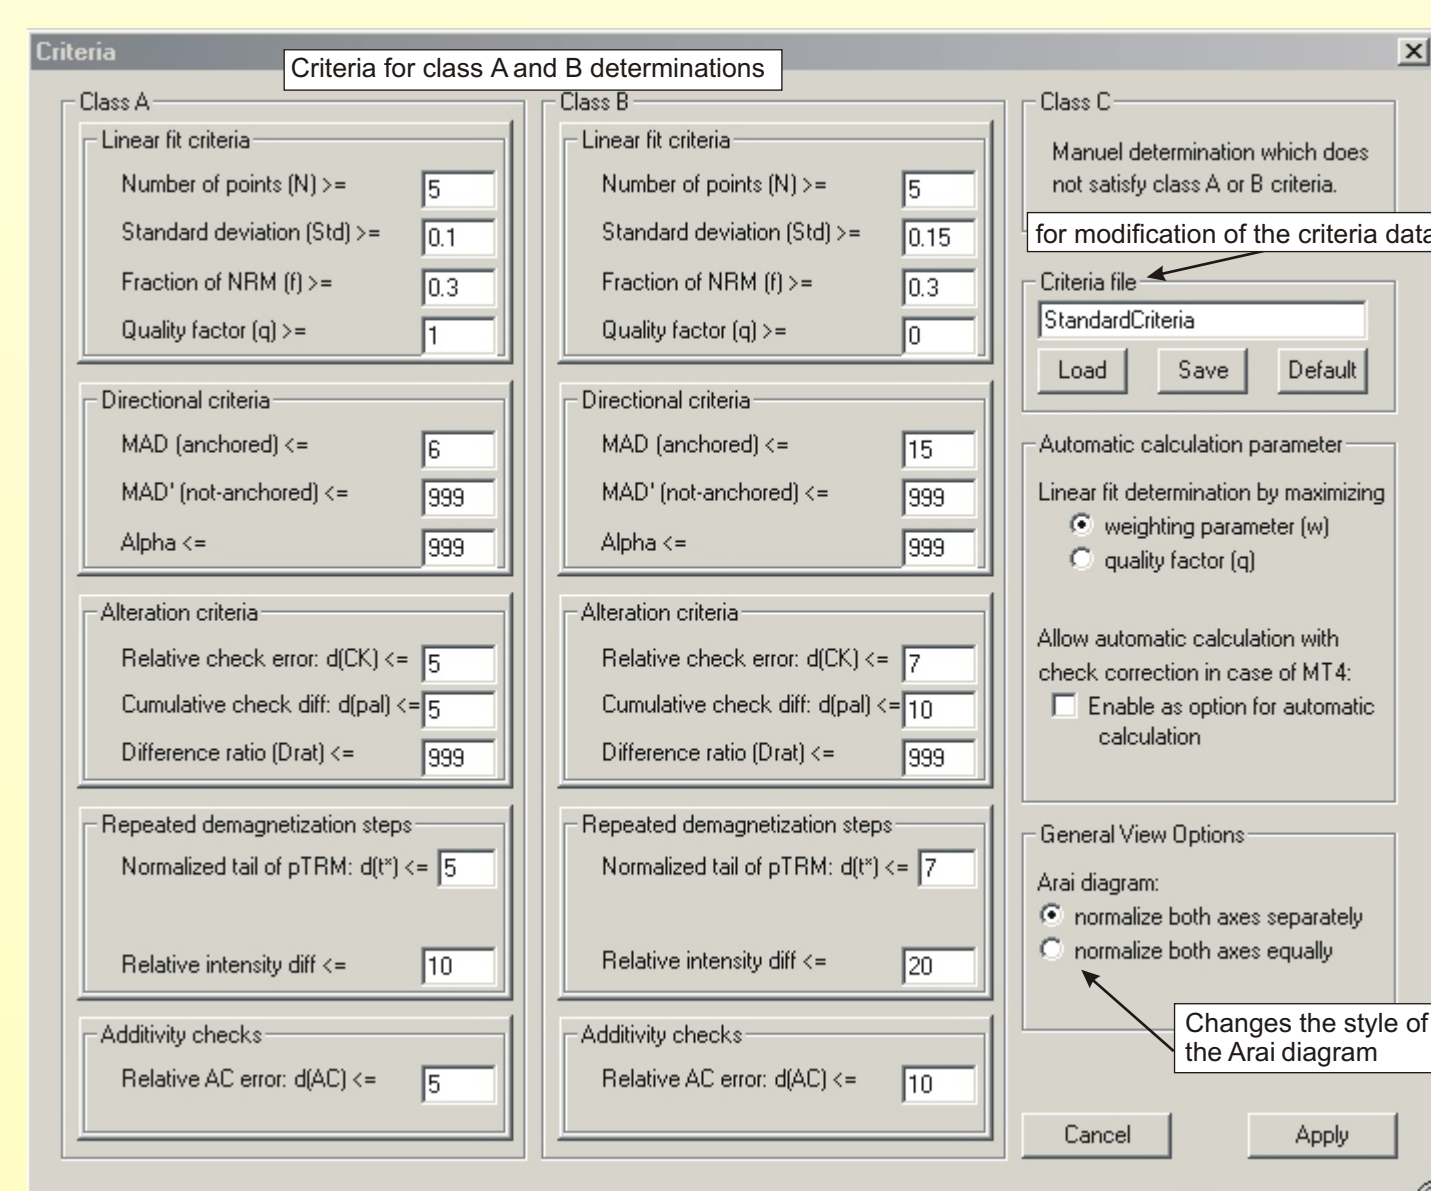 Criteria
Criteria for class A and B determinations
Class A
Linear fit criteria
Number of points (N) >= 5
Standard deviation (Std) >= 0.1
Fraction of NRM (f) >= 0.3
Quality factor (q) >= 1
Directional criteria
MAD (anchored) <= 6
MAD' (not-anchored) <= 999
Alpha <= 999
Alteration criteria
Relative check error: d(CK) <= 5
Cumulative check diff: d(pal) <= 5
Difference ratio (Drat) <= 999
Repeated demagnetization steps
Normalized tail of pTRM: d(t*) <= 5
Relative intensity diff <= 10
Additivity checks
Relative AC error: d(AC) <= 5
Class B
Linear fit criteria
Number of points (N) >= 5
Standard deviation (Std) >= 0.15
Fraction of NRM (f) >= 0.3
Quality factor (q) >= 0
Directional criteria
MAD (anchored) <= 15
MAD' (not-anchored) <= 999
Alpha <= 999
Alteration criteria
Relative check error: d(CK) <= 7
Cumulative check diff: d(pal) <= 10
Difference ratio (Drat) <= 999
Repeated demagnetization steps
Normalized tail of pTRM: d(t*) <= 7
Relative intensity diff <= 20
Additivity checks
Relative AC error: d(AC) <= 10
Class C
Manuel determination which does
not satisfy class A or B criteria.
for modification of the criteria data
Criteria file
StandardCriteria
Load Save Default
Automatic calculation parameter
Linear fit determination by maximizing
weighting parameter (w)
quality factor (q)
Allow automatic calculation with
check correction in case of MT4:
Enable as option for automatic
calculation
General View Options
Arai diagram:
normalize both axes separately
normalize both axes equally
Changes the style of
the Arai diagram
Cancel Apply